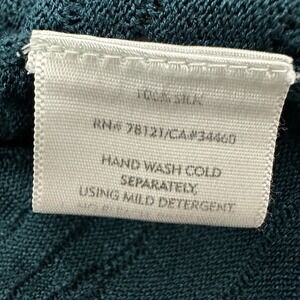 100% SILK
RN# 78121/CA#34460
HAND WASH COLD
SEPARATELY,
USING MILD DETERGENT.